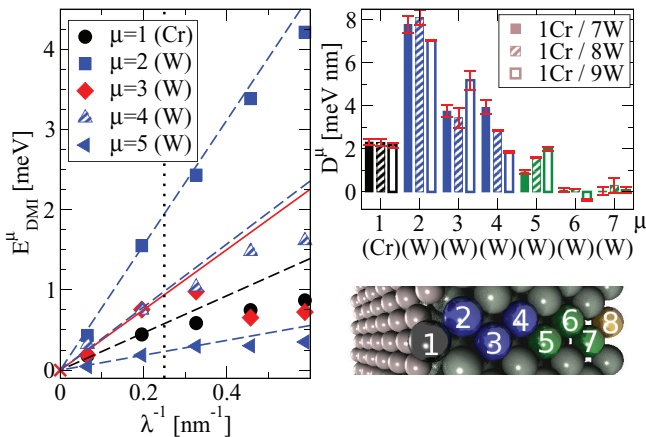 4
3
2
1
0
E^μ_DMI [meV]
μ=1 (Cr)
μ=2 (W)
μ=3 (W)
μ=4 (W)
μ=5 (W)
0 0.2 0.4
λ⁻¹ [nm⁻¹]
8
6
4
2
0
D^μ [meV nm]
1Cr / 7W
1Cr / 8W
1Cr / 9W
1 2 3 4 5 6 7 μ
(Cr) (W) (W) (W) (W) (W) (W)
1 2 3 4 5 6 7 8